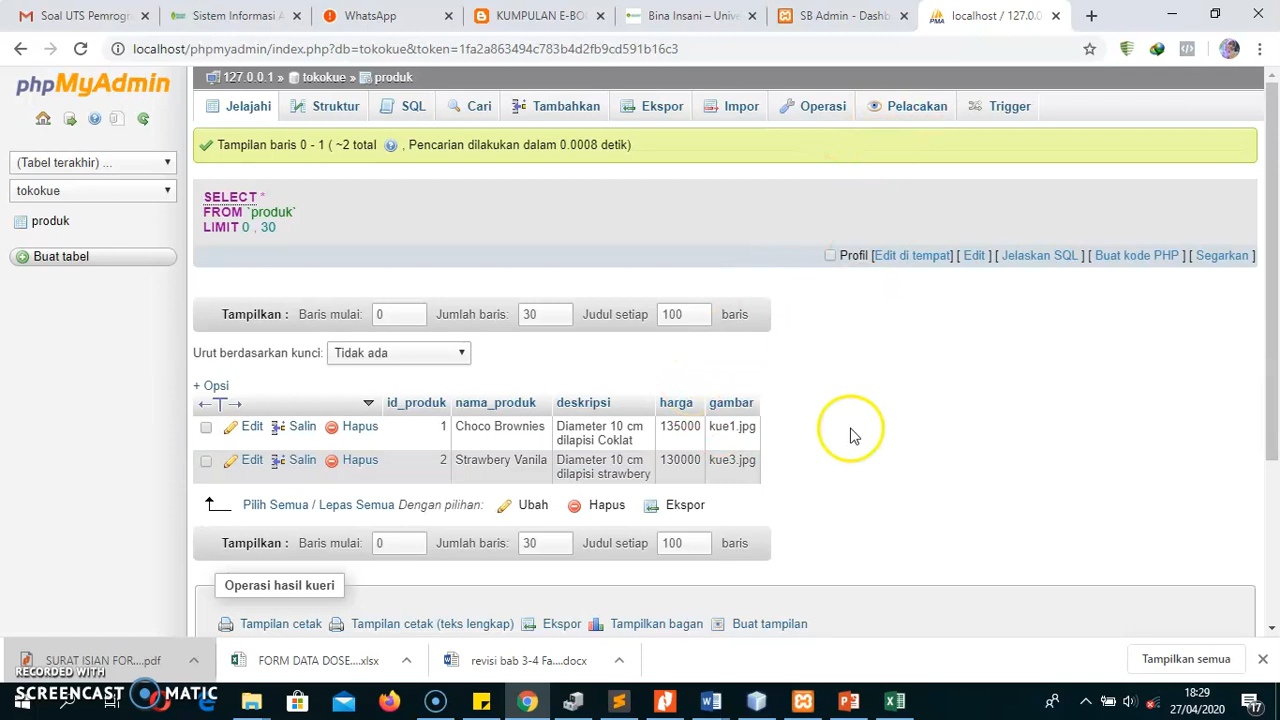 Soal UTS Pemrogra
Sistem Informasi A
WhatsApp
KUMPULAN E-BO
Bina Insani – Unive
SB Admin - Dashb
localhost / 127.0.0
localhost/phpmyadmin/index.php?db=tokokue&token=1fa2a863494c783b4d2fb9cd591b16c3
phpMyAdmin
127.0.0.1 » tokokue » produk
Jelajahi Struktur SQL Cari Tambahkan Ekspor Impor Operasi Pelacakan Trigger
Tampilan baris 0 - 1 ( ~2 total , Pencarian dilakukan dalam 0.0008 detik)
(Tabel terakhir) ...
tokokue
produk
Buat tabel
SELECT *
FROM `produk`
LIMIT 0 , 30
Profil [Edit di tempat] [ Edit ] [ Jelaskan SQL ] [ Buat kode PHP ] [ Segarkan ]
Tampilkan : Baris mulai: 0 Jumlah baris: 30 Judul setiap 100 baris
Urut berdasarkan kunci: Tidak ada
+ Opsi
←T→ id_produk nama_produk deskripsi harga gambar
Edit Salin Hapus 1 Choco Brownies Diameter 10 cm 135000 kue1.jpg
dilapisi Coklat
Edit Salin Hapus 2 Strawbery Vanila Diameter 10 cm 130000 kue3.jpg
dilapisi strawbery
Pilih Semua / Lepas Semua Dengan pilihan: Ubah Hapus Ekspor
Tampilkan : Baris mulai: 0 Jumlah baris: 30 Judul setiap 100 baris
Operasi hasil kueri
Tampilan cetak Tampilan cetak (teks lengkap) Ekspor Tampilkan bagan Buat tampilan
SURAT ISIAN FOR....pdf
FORM DATA DOSE....xlsx
revisi bab 3-4 Fa....docx
Tampilkan semua
RECORDED WITH
SCREENCAST MATIC
18:29
27/04/2020
17